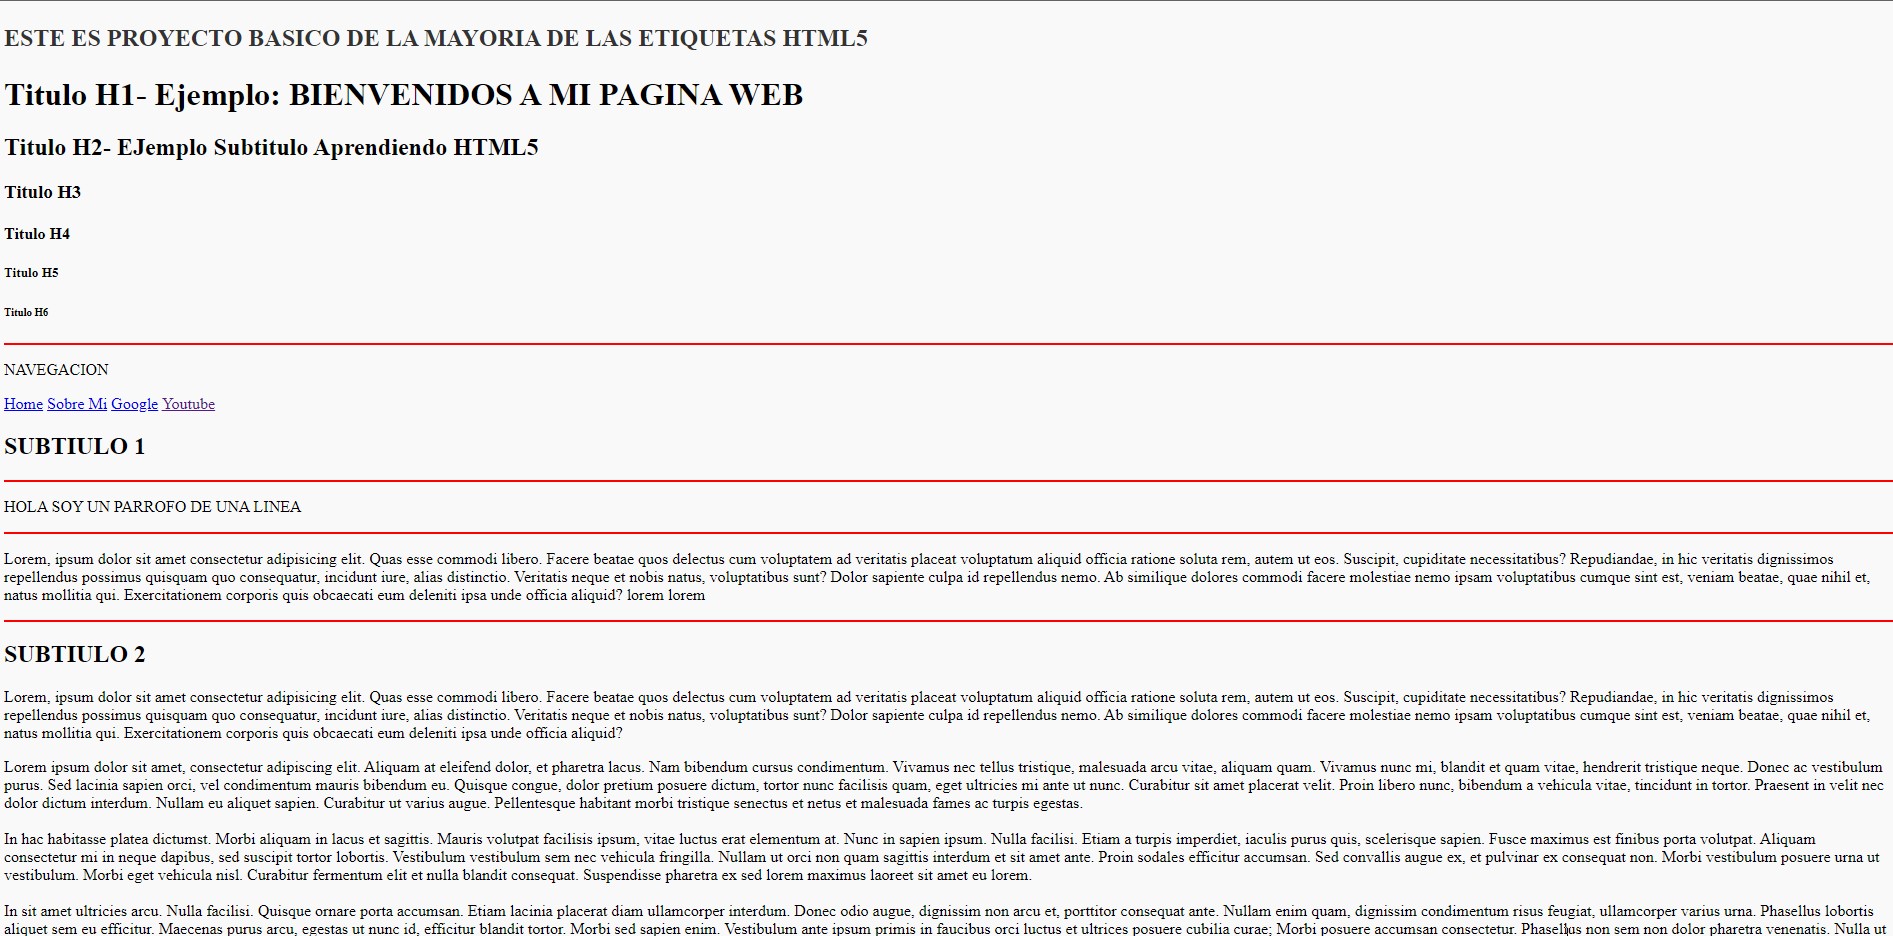 ESTE ES PROYECTO BASICO DE LA MAYORIA DE LAS ETIQUETAS HTML5
Titulo H1- Ejemplo: BIENVENIDOS A MI PAGINA WEB
Titulo H2- EJemplo Subtitulo Aprendiendo HTML5
Titulo H3
Titulo H4
Titulo H5
Titulo H6
NAVEGACION
Home Sobre Mi Google Youtube
SUBTIULO 1
HOLA SOY UN PARROFO DE UNA LINEA
Lorem, ipsum dolor sit amet consectetur adipisicing elit. Quas esse commodi libero. Facere beatae quos delectus cum voluptatem ad veritatis placeat voluptatum aliquid officia ratione soluta rem, autem ut eos. Suscipit, cupiditate necessitatibus? Repudiandae, in hic veritatis dignissimos
repellendus possimus quisquam quo consequatur, incidunt iure, alias distinctio. Veritatis neque et nobis natus, voluptatibus sunt? Dolor sapiente culpa id repellendus nemo. Ab similique dolores commodi facere molestiae nemo ipsam voluptatibus cumque sint est, veniam beatae, quae nihil et,
natus mollitia qui. Exercitationem corporis quis obcaecati eum deleniti ipsa unde officia aliquid? lorem lorem
SUBTIULO 2
Lorem, ipsum dolor sit amet consectetur adipisicing elit. Quas esse commodi libero. Facere beatae quos delectus cum voluptatem ad veritatis placeat voluptatum aliquid officia ratione soluta rem, autem ut eos. Suscipit, cupiditate necessitatibus? Repudiandae, in hic veritatis dignissimos
repellendus possimus quisquam quo consequatur, incidunt iure, alias distinctio. Veritatis neque et nobis natus, voluptatibus sunt? Dolor sapiente culpa id repellendus nemo. Ab similique dolores commodi facere molestiae nemo ipsam voluptatibus cumque sint est, veniam beatae, quae nihil et,
natus mollitia qui. Exercitationem corporis quis obcaecati eum deleniti ipsa unde officia aliquid?
Lorem ipsum dolor sit amet, consectetur adipiscing elit. Aliquam at eleifend dolor, et pharetra lacus. Nam bibendum cursus condimentum. Vivamus nec tellus tristique, malesuada arcu vitae, aliquam quam. Vivamus nunc mi, blandit et quam vitae, hendrerit tristique neque. Donec ac vestibulum
purus. Sed lacinia sapien orci, vel condimentum mauris bibendum eu. Quisque congue, dolor pretium posuere dictum, tortor nunc facilisis quam, eget ultricies mi ante ut nunc. Curabitur sit amet placerat velit. Proin libero nunc, bibendum a vehicula vitae, tincidunt in tortor. Praesent in velit nec
dolor dictum interdum. Nullam eu aliquet sapien. Curabitur ut varius augue. Pellentesque habitant morbi tristique senectus et netus et malesuada fames ac turpis egestas.
In hac habitasse platea dictumst. Morbi aliquam in lacus et sagittis. Mauris volutpat facilisis ipsum, vitae luctus erat elementum at. Nunc in sapien ipsum. Nulla facilisi. Etiam a turpis imperdiet, iaculis purus quis, scelerisque sapien. Fusce maximus est finibus porta volutpat. Aliquam
consectetur mi in neque dapibus, sed suscipit tortor lobortis. Vestibulum vestibulum sem nec vehicula fringilla. Nullam ut orci non quam sagittis interdum et sit amet ante. Proin sodales efficitur accumsan. Sed convallis augue ex, et pulvinar ex consequat non. Morbi vestibulum posuere urna ut
vestibulum. Morbi eget vehicula nisl. Curabitur fermentum elit et nulla blandit consequat. Suspendisse pharetra ex sed lorem maximus laoreet sit amet eu lorem.
In sit amet ultricies arcu. Nulla facilisi. Quisque ornare porta accumsan. Etiam lacinia placerat diam ullamcorper interdum. Donec odio augue, dignissim non arcu et, porttitor consequat ante. Nullam enim quam, dignissim condimentum risus feugiat, ullamcorper varius urna. Phasellus lobortis
aliquet sem eu efficitur. Maecenas purus arcu, egestas ut nunc id, efficitur blandit tortor. Morbi sed sapien enim. Vestibulum ante ipsum primis in faucibus orci luctus et ultrices posuere cubilia curae; Morbi posuere accumsan consectetur. Phasellus non sem non dolor pharetra venenatis. Nulla ut